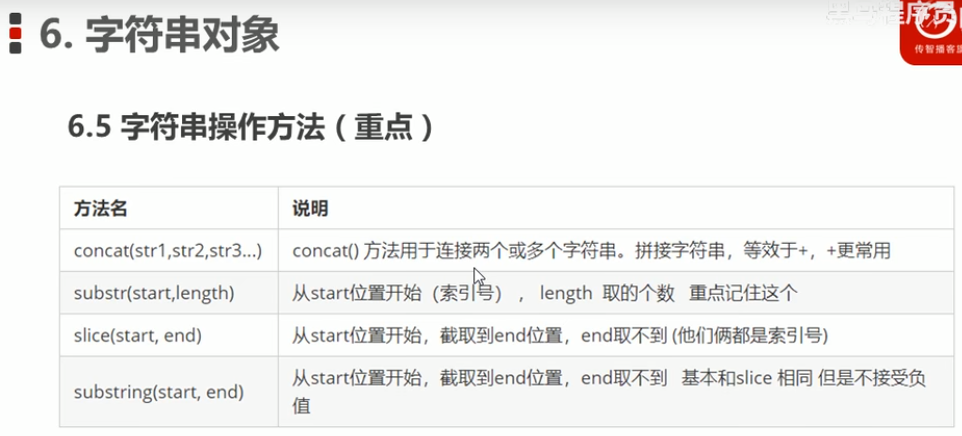 6. 字符串对象
传智播客
6.5 字符串操作方法（重点）
方法名 说明
concat(str1,str2,str3...) concat() 方法用于连接两个或多个字符串。拼接字符串，等效于+，+更常用
substr(start,length) 从start位置开始（索引号）， length 取的个数 重点记住这个
slice(start, end) 从start位置开始，截取到end位置，end取不到 (他们俩都是索引号)
substring(start, end) 从start位置开始，截取到end位置，end取不到 基本和slice 相同 但是不接受负
值